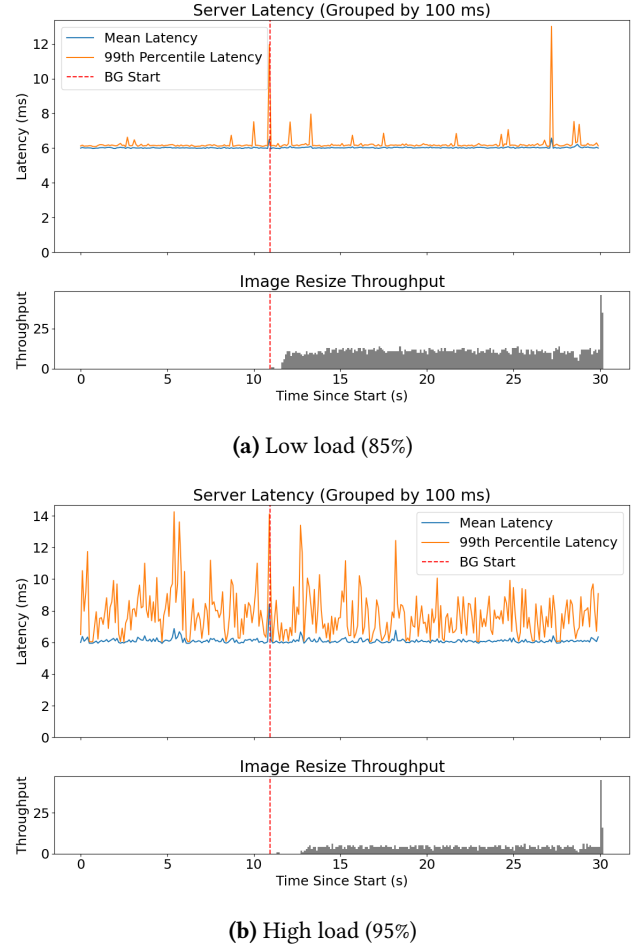 Server Latency (Grouped by 100 ms)
Mean Latency
99th Percentile Latency
BG Start
Latency (ms)
12
10
8
6
4
2
0
Image Resize Throughput
Throughput
25
0
0 5 10 15 20 25 30
Time Since Start (s)
(a) Low load (85%)
Server Latency (Grouped by 100 ms)
Mean Latency
99th Percentile Latency
BG Start
Latency (ms)
14
12
10
8
6
4
2
0
Image Resize Throughput
Throughput
25
0
0 5 10 15 20 25 30
Time Since Start (s)
(b) High load (95%)